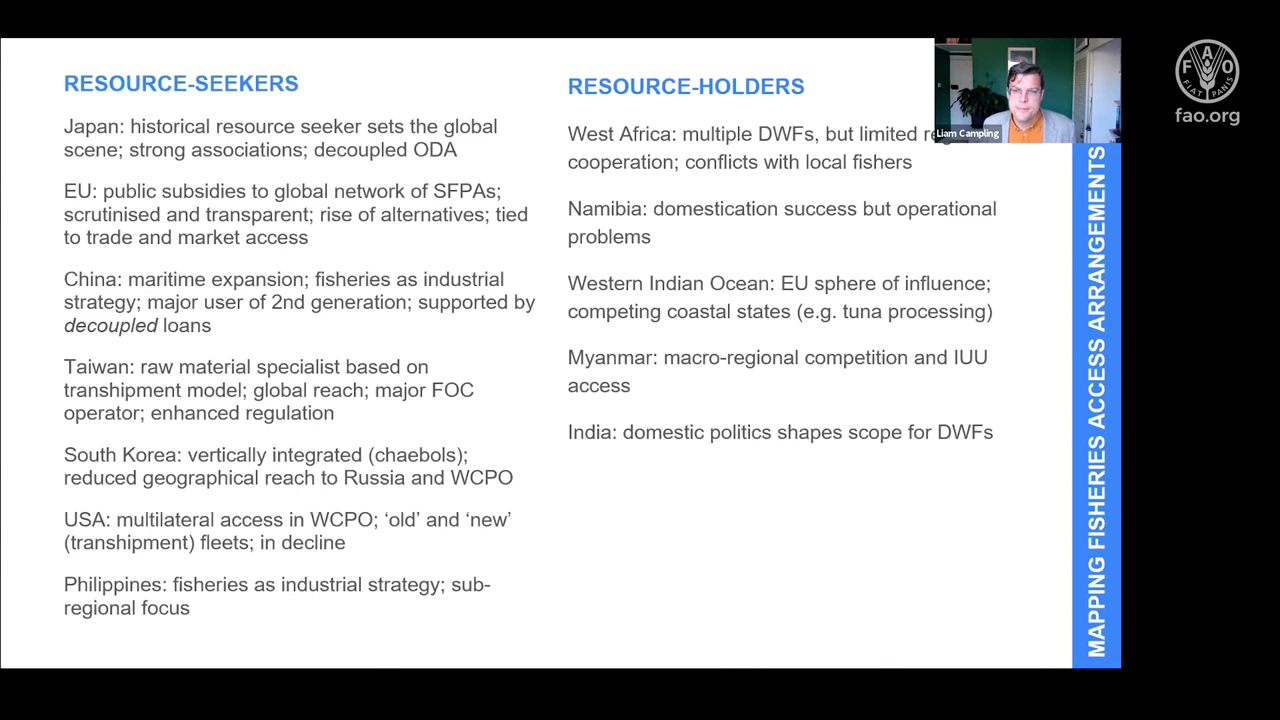 RESOURCE-SEEKERS
Japan: historical resource seeker sets the global
scene; strong associations; decoupled ODA
EU: public subsidies to global network of SFPAs;
scrutinised and transparent; rise of alternatives; tied
to trade and market access
China: maritime expansion; fisheries as industrial
strategy; major user of 2nd generation; supported by
decoupled loans
Taiwan: raw material specialist based on
transhipment model; global reach; major FOC
operator; enhanced regulation
South Korea: vertically integrated (chaebols);
reduced geographical reach to Russia and WCPO
USA: multilateral access in WCPO; ‘old’ and ‘new’
(transhipment) fleets; in decline
Philippines: fisheries as industrial strategy; sub-
regional focus
RESOURCE-HOLDERS
West Africa: multiple DWFs, but limited
cooperation; conflicts with local fishers
Namibia: domestication success but operational
problems
Western Indian Ocean: EU sphere of influence;
competing coastal states (e.g. tuna processing)
Myanmar: macro-regional competition and IUU
access
India: domestic politics shapes scope for DWFs
Liam Campling
MAPPING FISHERIES ACCESS ARRANGEMENTS
F A O
FIAT PANIS
fao.org